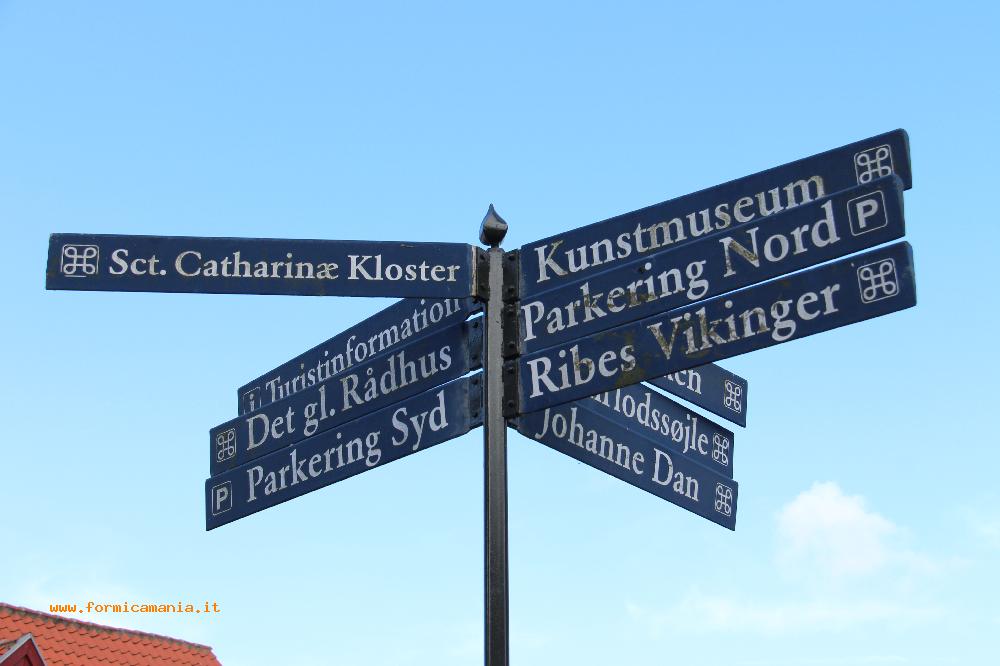 Kunstmuseum
Parkering Nord P
Ribes Vikinger
Sct. Catharinæ Kloster
i Turistinformation
Det gl. Rådhus
P Parkering Syd
Johanne Dan
www.formicamania.it